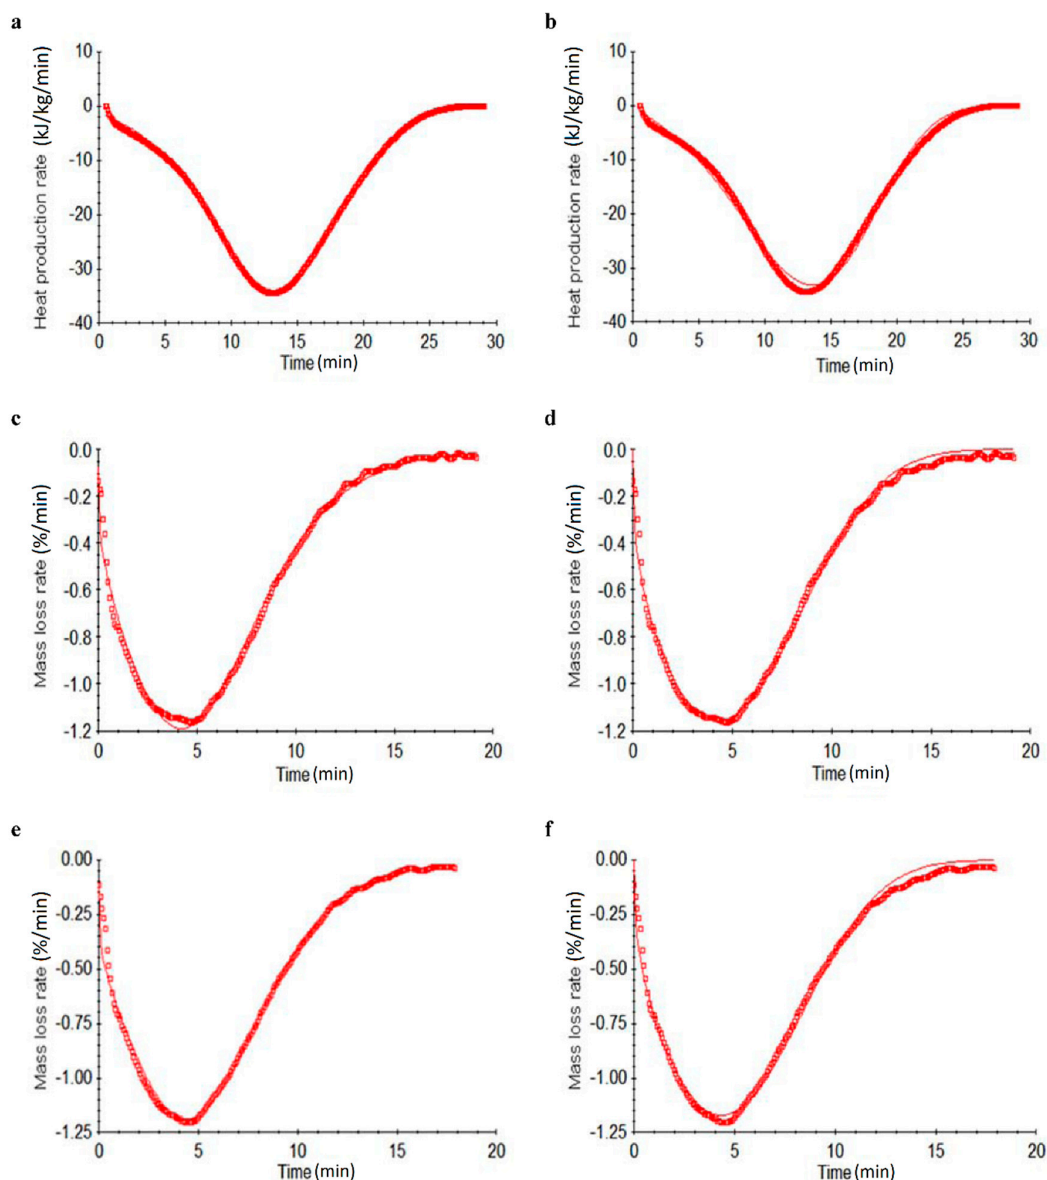 a
b
10
0
-10
-20
-30
-40
0 5 10 15 20 25 30
Heat production rate (kJ/kg/min)
Time (min)
10
0
-10
-20
-30
-40
0 5 10 15 20 25 30
Heat production rate (kJ/kg/min)
Time (min)
c
d
0.0
-0.2
-0.4
-0.6
-0.8
-1.0
-1.2
0 5 10 15 20
Mass loss rate (%/min)
Time (min)
0.0
-0.2
-0.4
-0.6
-0.8
-1.0
-1.2
0 5 10 15 20
Mass loss rate (%/min)
Time (min)
e
f
0.00
-0.25
-0.50
-0.75
-1.00
-1.25
0 5 10 15 20
Mass loss rate (%/min)
Time (min)
0.00
-0.25
-0.50
-0.75
-1.00
-1.25
0 5 10 15 20
Mass loss rate (%/min)
Time (min)